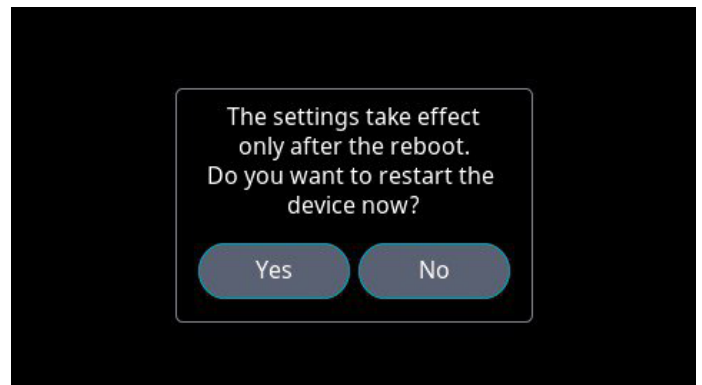 The settings take effect
only after the reboot.
Do you want to restart the
device now?
Yes No